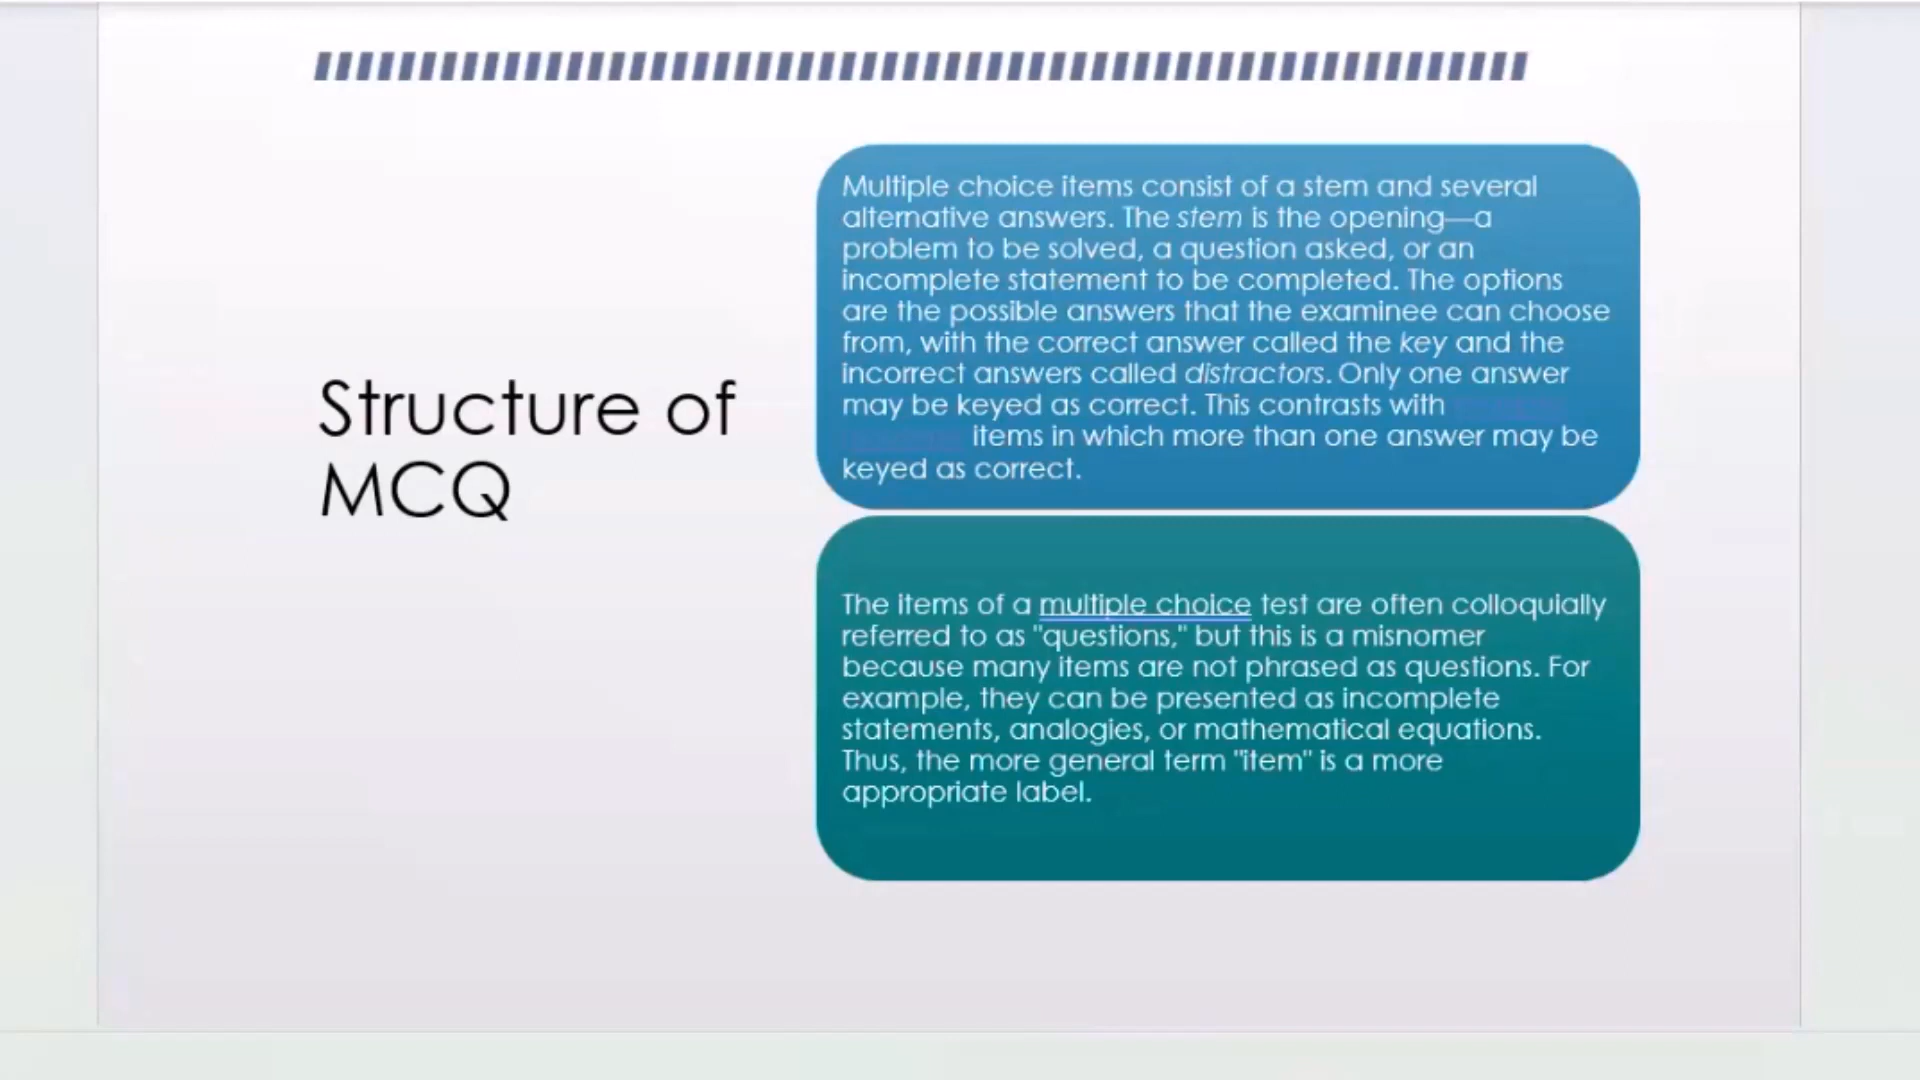 Structure of
MCQ
Multiple choice items consist of a stem and several
alternative answers. The stem is the opening—a
problem to be solved, a question asked, or an
incomplete statement to be completed. The options
are the possible answers that the examinee can choose
from, with the correct answer called the key and the
incorrect answers called distractors. Only one answer
may be keyed as correct. This contrasts with
items in which more than one answer may be
keyed as correct.
The items of a multiple choice test are often colloquially
referred to as "questions," but this is a misnomer
because many items are not phrased as questions. For
example, they can be presented as incomplete
statements, analogies, or mathematical equations.
Thus, the more general term "item" is a more
appropriate label.